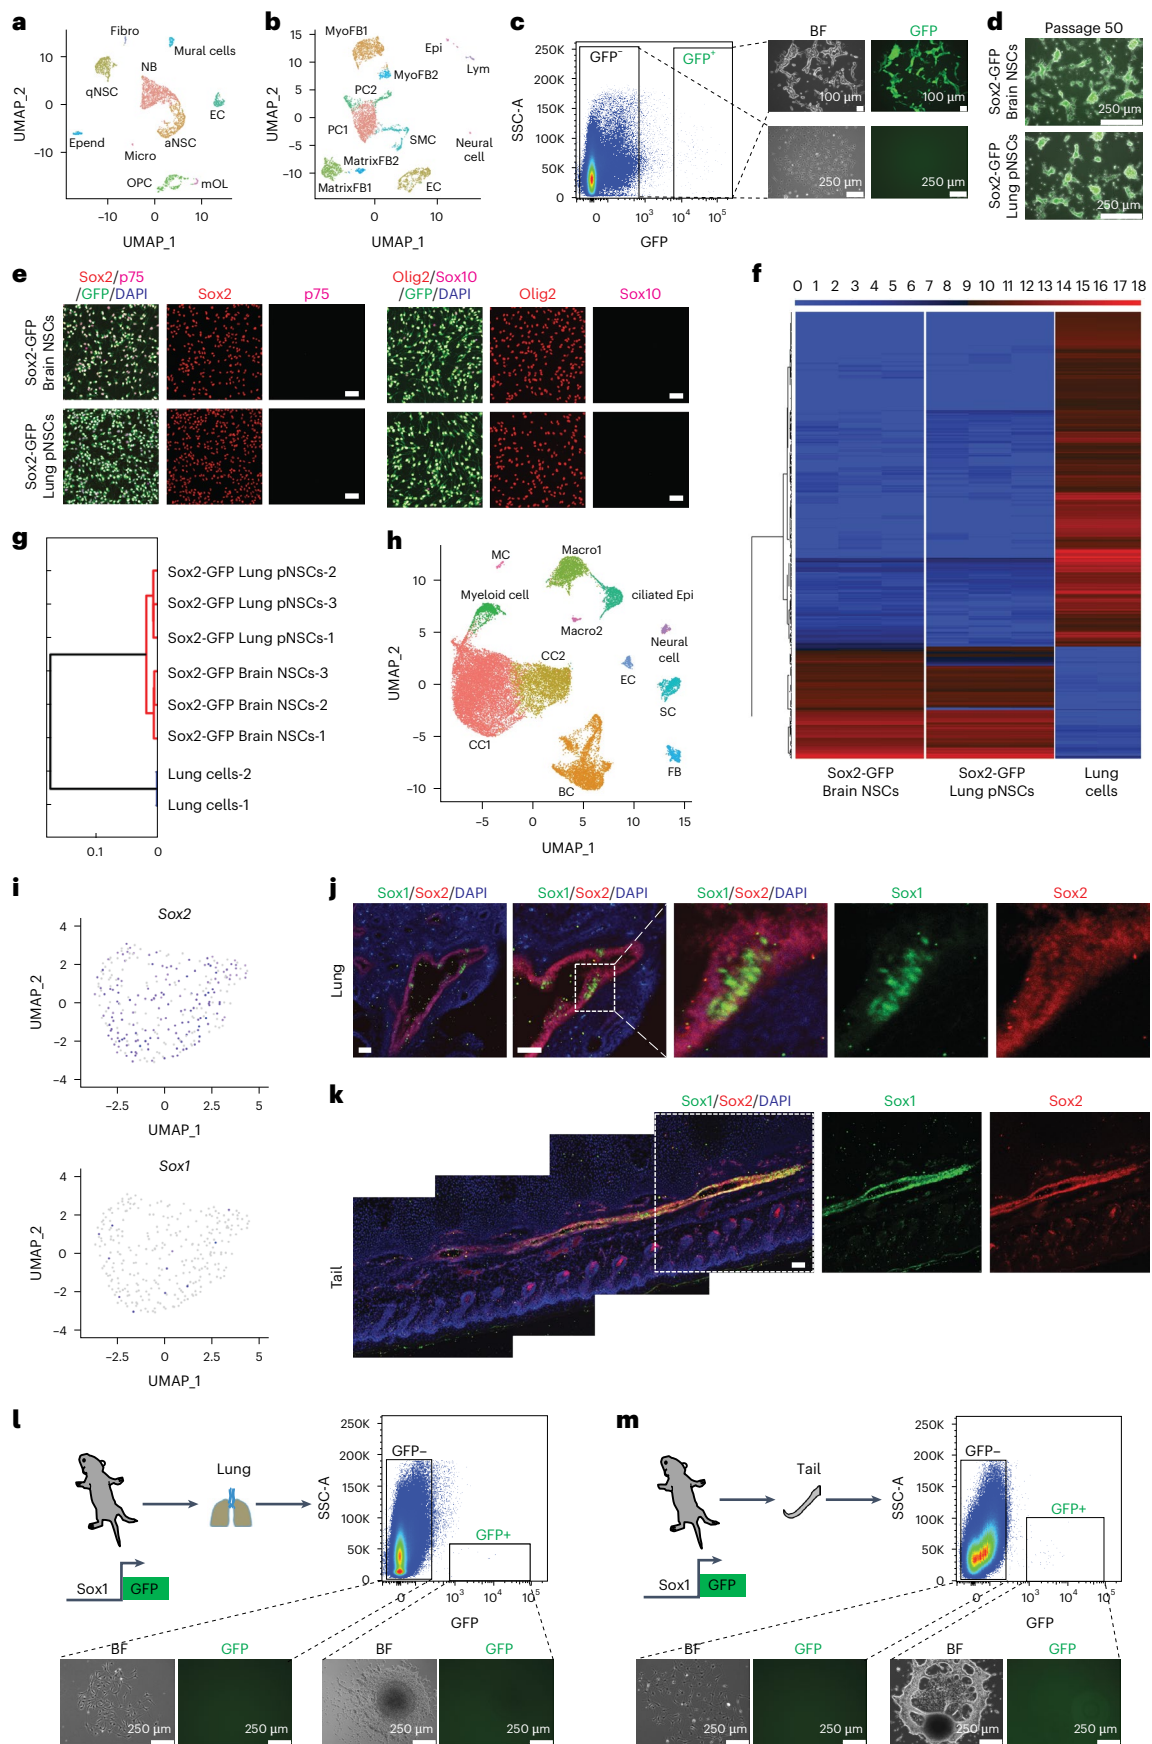 a
Fibro
Mural cells
NB
qNSC
EC
Epend
Micro
aNSC
OPC
mOL
10
0
−10
−10
0
10
UMAP_2
UMAP_1
b
MyoFB1
Epi
Lym
MyoFB2
PC2
PC1
SMC
Neural
cell
MatrixFB2
MatrixFB1
EC
15
10
5
0
−5
−10
0
10
UMAP_2
UMAP_1
c
250K
200K
150K
100K
50K
0
SSC-A
GFP⁻
GFP⁺
0
10³
10⁴
10⁵
GFP
BF
GFP
100 µm
100 µm
250 µm
250 µm
d
Passage 50
Sox2-GFP
Brain NSCs
250 µm
Sox2-GFP
Lung pNSCs
250 µm
e
Sox2/p75
/GFP/DAPI
Sox2
p75
Olig2/Sox10
/GFP/DAPI
Olig2
Sox10
Sox2-GFP
Brain NSCs
Sox2-GFP
Lung pNSCs
f
0 1 2 3 4 5 6 7 8 9 10 11 12 13 14 15 16 17 18
Sox2-GFP
Brain NSCs
Sox2-GFP
Lung pNSCs
Lung
cells
g
Sox2-GFP Lung pNSCs-2
Sox2-GFP Lung pNSCs-3
Sox2-GFP Lung pNSCs-1
Sox2-GFP Brain NSCs-3
Sox2-GFP Brain NSCs-2
Sox2-GFP Brain NSCs-1
Lung cells-2
Lung cells-1
0.1
0
h
MC
Macro1
Myeloid cell
ciliated Epi
Macro2
Neural
cell
CC2
EC
SC
CC1
FB
BC
10
5
0
−5
−10
−5
0
5
10
15
UMAP_2
UMAP_1
i
Sox2
4
2
0
−2
−4
−2.5
0
2.5
5
UMAP_2
UMAP_1
Sox1
4
2
0
−2
−4
−2.5
0
2.5
5
UMAP_2
UMAP_1
j
Sox1/Sox2/DAPI
Sox1/Sox2/DAPI
Sox1/Sox2/DAPI
Sox1
Sox2
Lung
k
Sox1/Sox2/DAPI
Sox1
Sox2
Tail
l
Lung
Sox1
GFP
250K
200K
150K
100K
50K
0
SSC-A
GFP−
GFP+
0
10³
10⁴
10⁵
GFP
BF
GFP
BF
GFP
250 µm
250 µm
250 µm
250 µm
m
Tail
Sox1
GFP
250K
200K
150K
100K
50K
0
SSC-A
GFP−
GFP+
0
10³
10⁴
10⁵
GFP
BF
GFP
BF
GFP
250 µm
250 µm
250 µm
250 µm